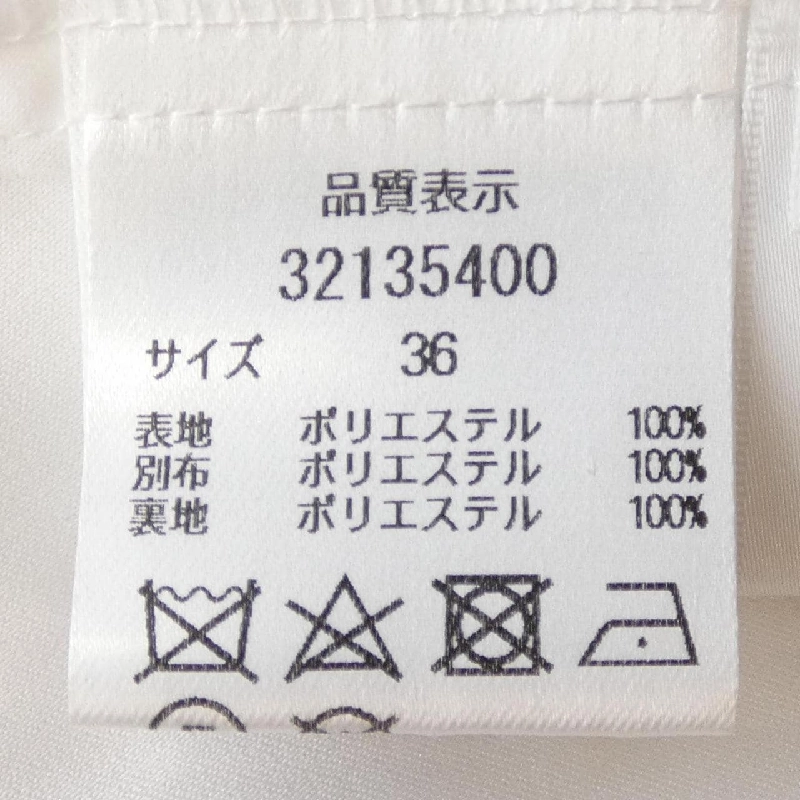 品質表示
32135400
サイズ 36
表地 ポリエステル 100%
別布 ポリエステル 100%
裏地 ポリエステル 100%